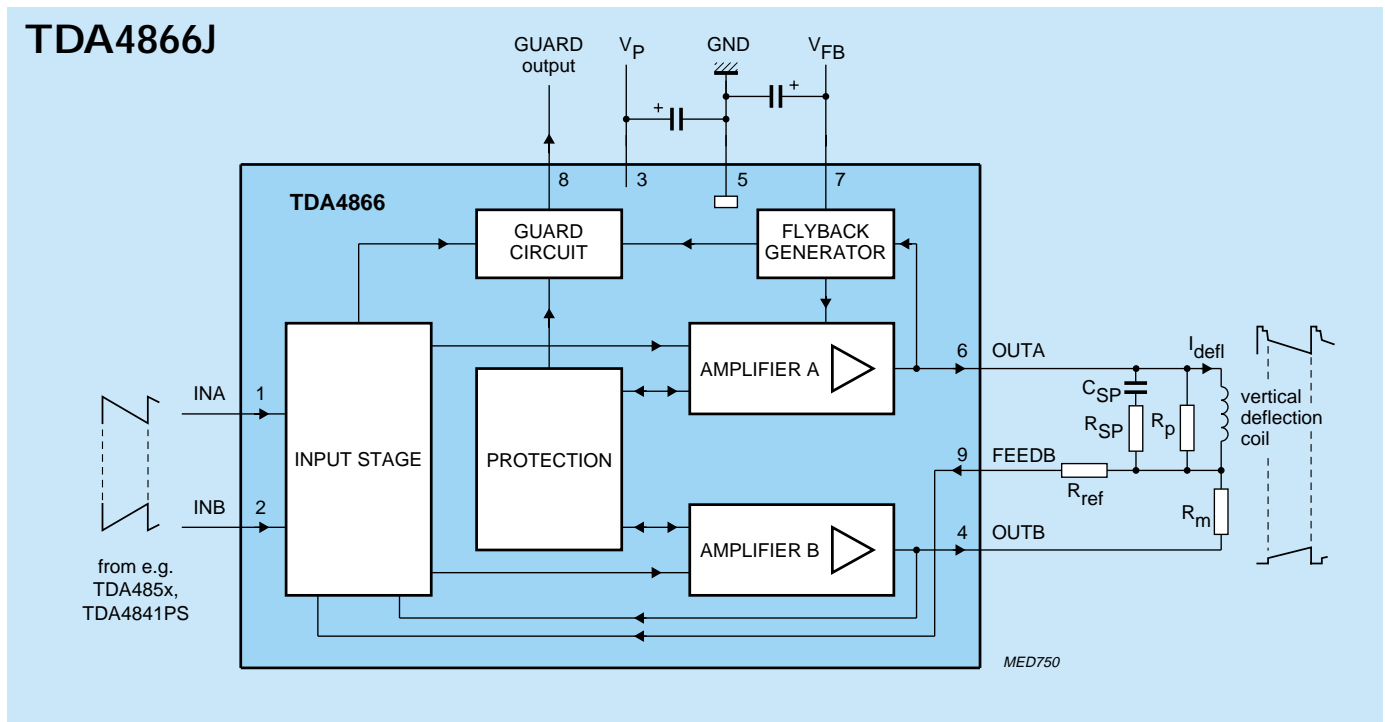 TDA4866J
GUARD
output
VP
GND
VFB
+
+
8
3
5
7
TDA4866
GUARD
CIRCUIT
FLYBACK
GENERATOR
INA
1
INB
2
from e.g.
TDA485x,
TDA4841PS
INPUT STAGE
PROTECTION
AMPLIFIER A
AMPLIFIER B
6
OUTA
9
FEEDB
4
OUTB
Idefl
CSP
RSP
Rp
Rref
Rm
vertical
deflection
coil
MED750